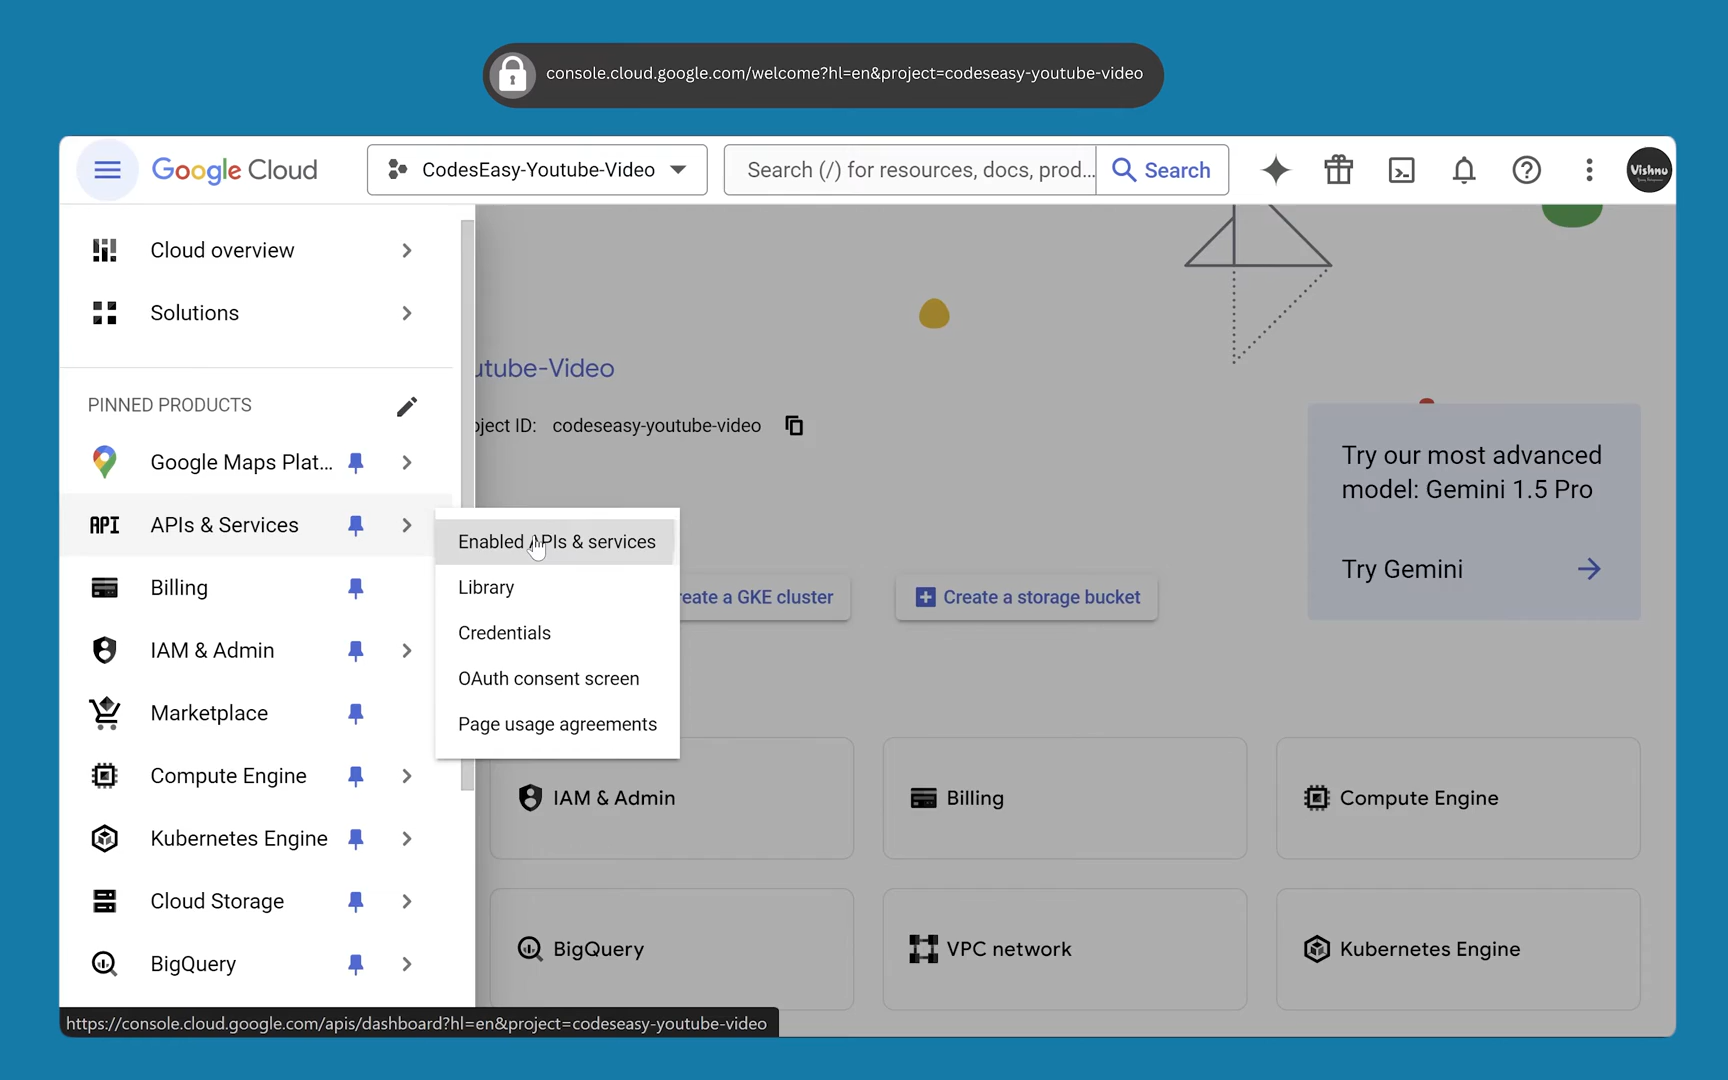 console.cloud.google.com/welcome?hl=en&project=codeseasy-youtube-video
Google Cloud
CodesEasy-Youtube-Video
Search (/) for resources, docs, prod...
Search
Vishnu
Cloud overview
Solutions
utube-Video
PINNED PRODUCTS
oject ID: codeseasy-youtube-video
Google Maps Plat...
API APIs & Services
Billing
IAM & Admin
Marketplace
Compute Engine
Kubernetes Engine
Cloud Storage
BigQuery
Enabled APIs & services
Library
Credentials
OAuth consent screen
Page usage agreements
reate a GKE cluster
Create a storage bucket
Try our most advanced
model: Gemini 1.5 Pro
Try Gemini
IAM & Admin
Billing
Compute Engine
BigQuery
VPC network
Kubernetes Engine
https://console.cloud.google.com/apis/dashboard?hl=en&project=codeseasy-youtube-video